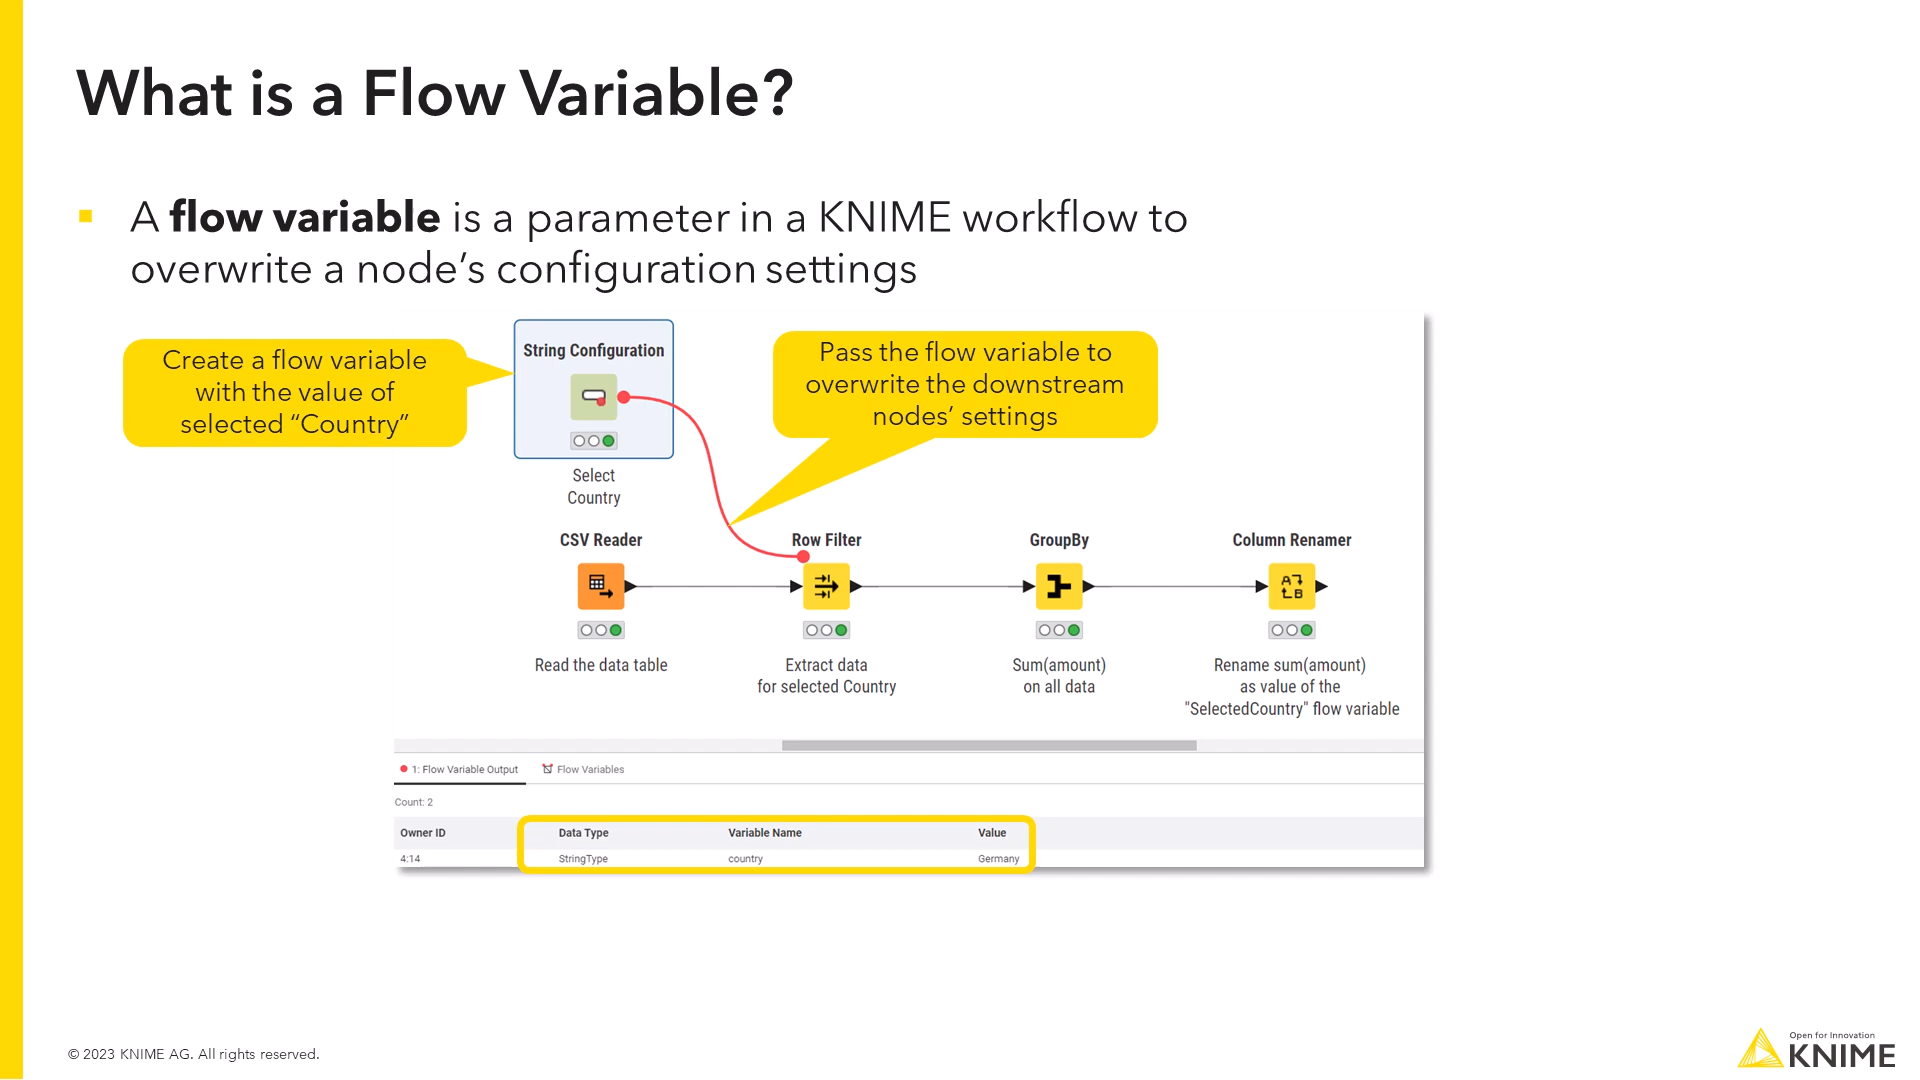 What is a Flow Variable?
▪ A flow variable is a parameter in a KNIME workflow to
overwrite a node’s configuration settings
Create a flow variable
with the value of
selected “Country”
String Configuration
Select
Country
Pass the flow variable to
overwrite the downstream
nodes’ settings
CSV Reader
Read the data table
Row Filter
Extract data
for selected Country
GroupBy
Sum(amount)
on all data
Column Renamer
Rename sum(amount)
as value of the
"SelectedCountry" flow variable
1: Flow Variable Output Flow Variables
Count: 2
Owner ID Data Type Variable Name Value
4:14 StringType country Germany
© 2023 KNIME AG. All rights reserved.
Open for Innovation
KNIME